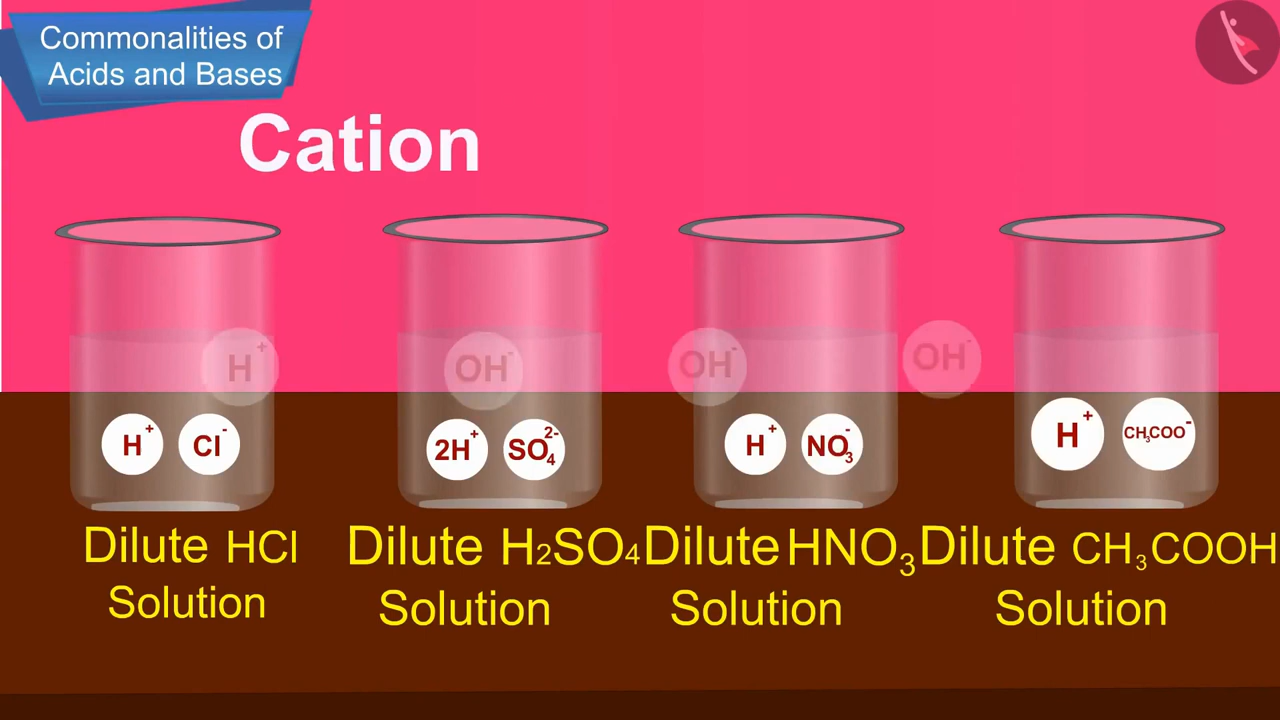 Commonalities of
Acids and Bases
Cation
H⁺ OH⁻ OH⁻ OH⁻
H⁺ Cl⁻ 2H⁺ SO₄²⁻ H⁺ NO₃⁻ H⁺ CH₃COO⁻
Dilute HCl Dilute H₂SO₄ Dilute HNO₃ Dilute CH₃COOH
Solution Solution Solution Solution